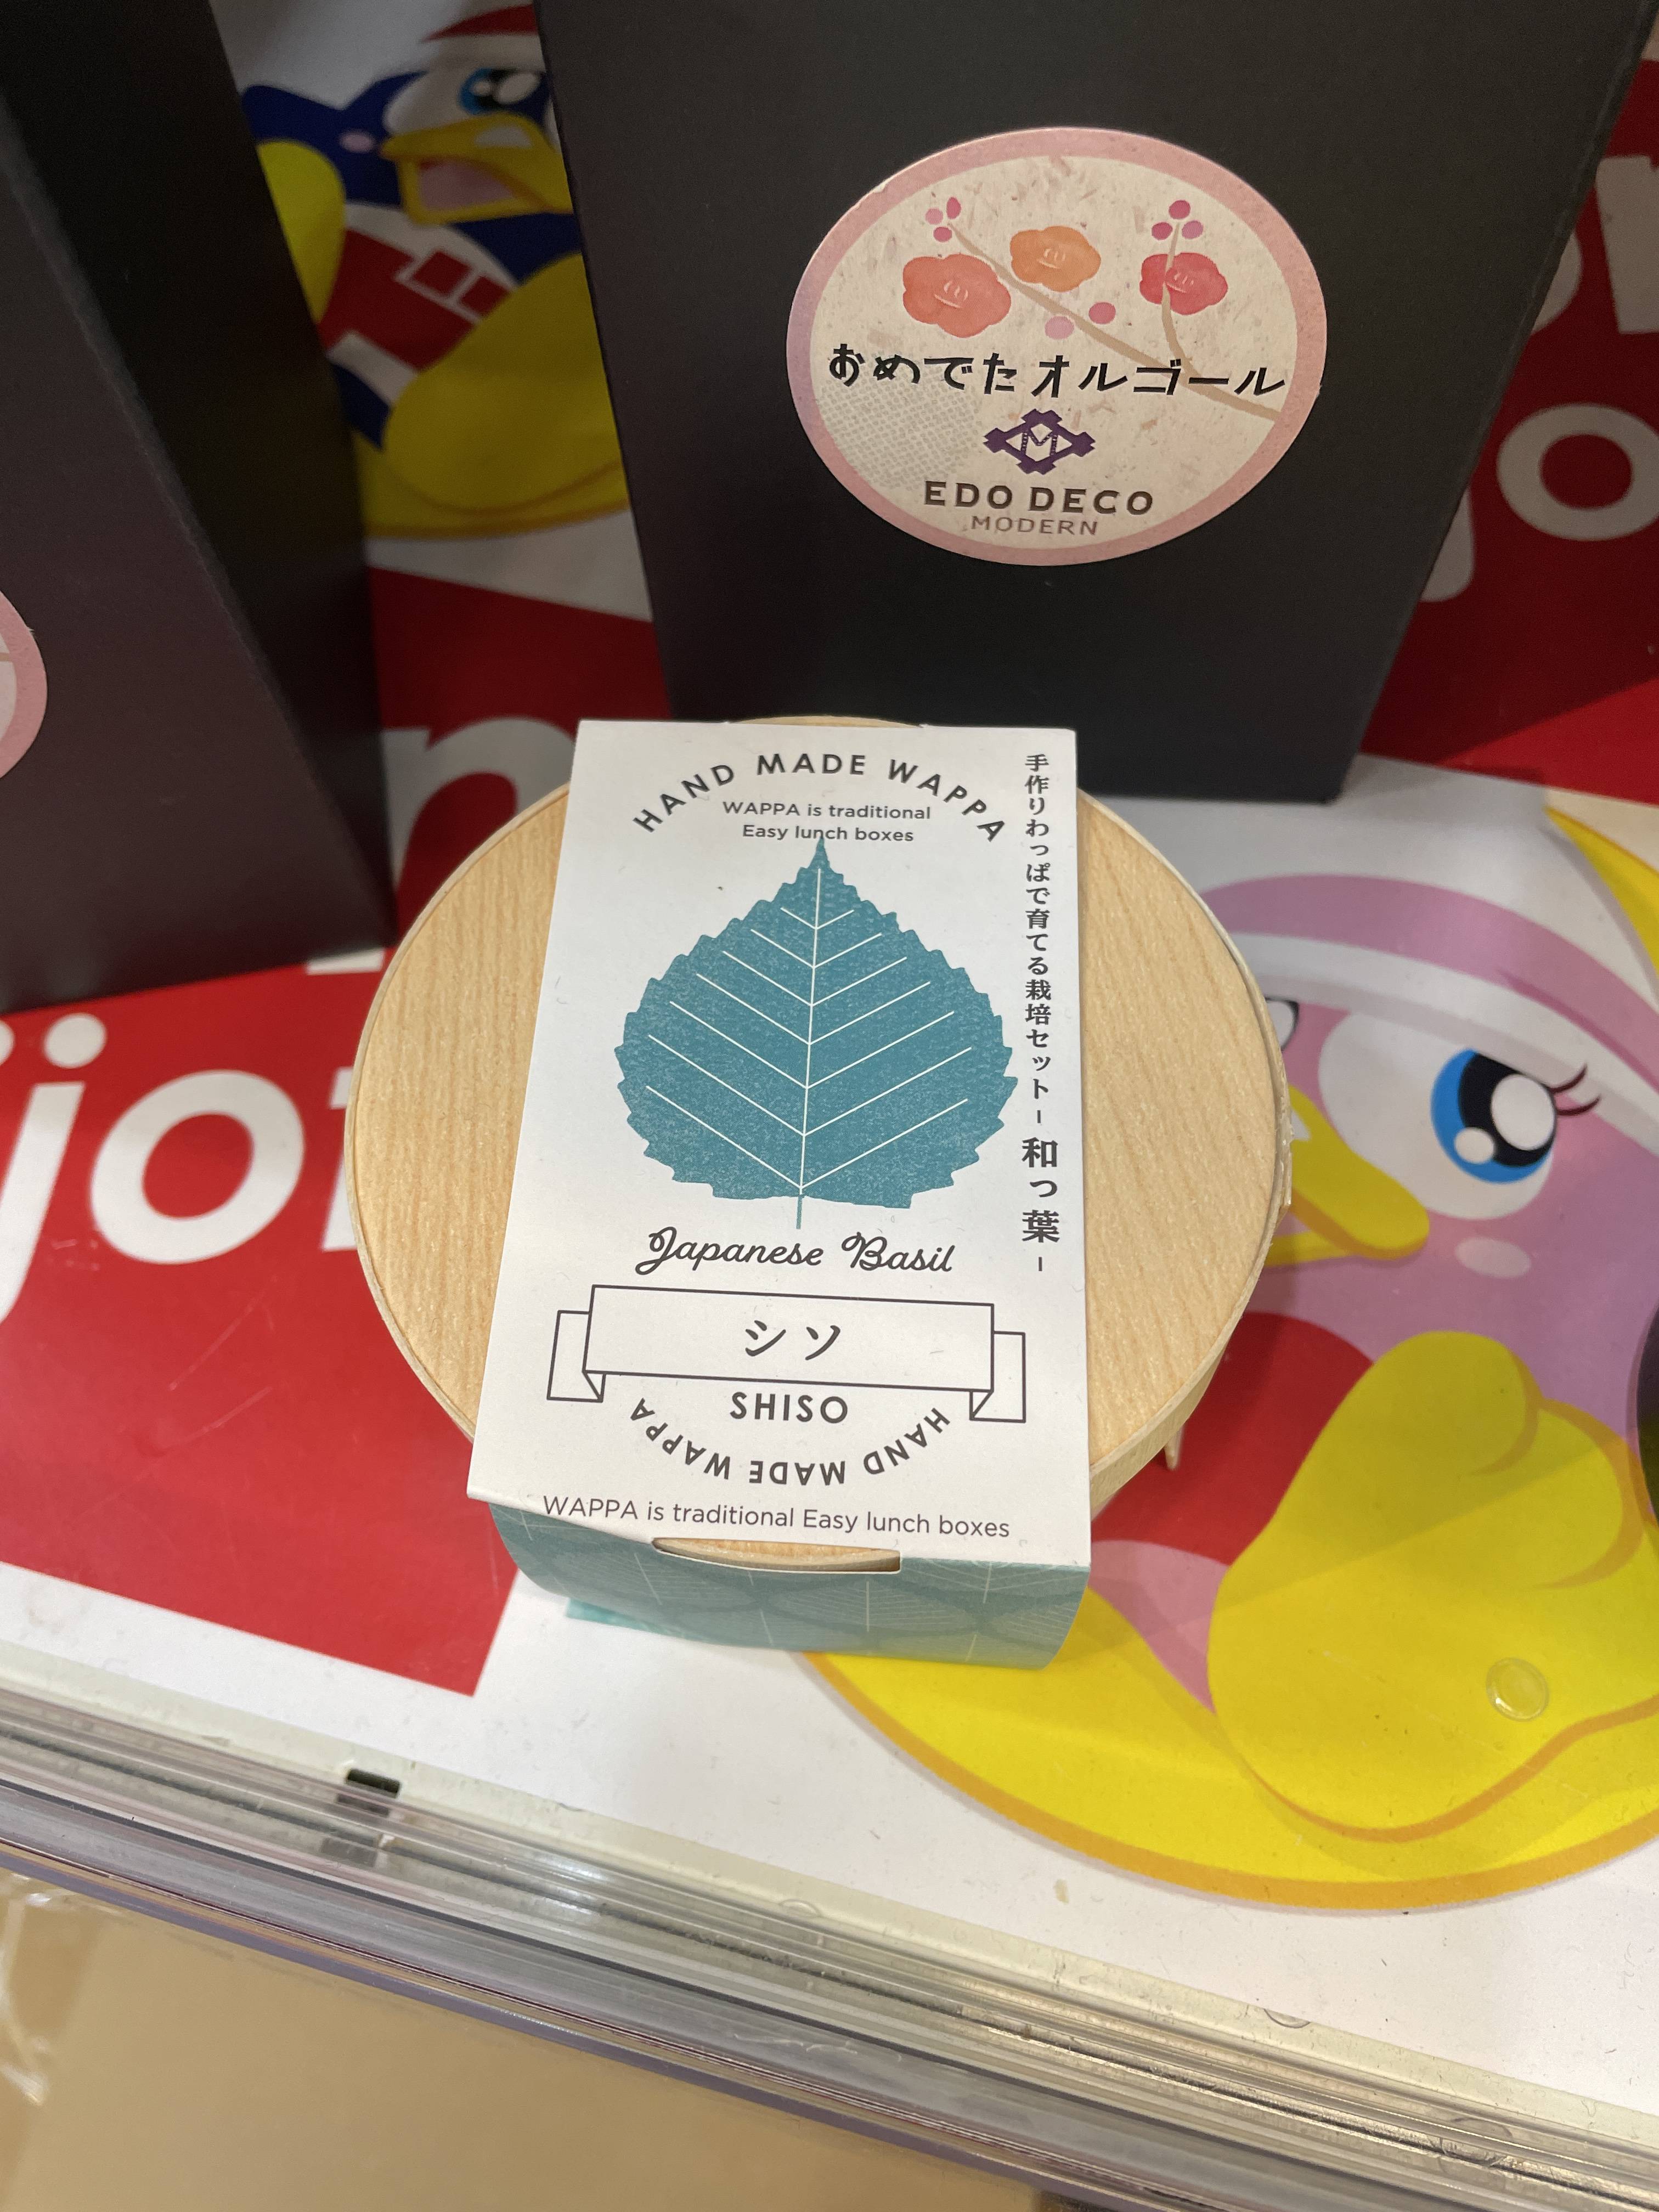 おめでたオルゴール
M
EDO DECO
MODERN
HAND MADE WAPPA
WAPPA is traditional
Easy lunch boxes
手作りわっぱで育てる栽培セット-和っ葉-
Japanese Basil
シソ
SHISO
HAND MADE WAPPA
WAPPA is traditional Easy lunch boxes